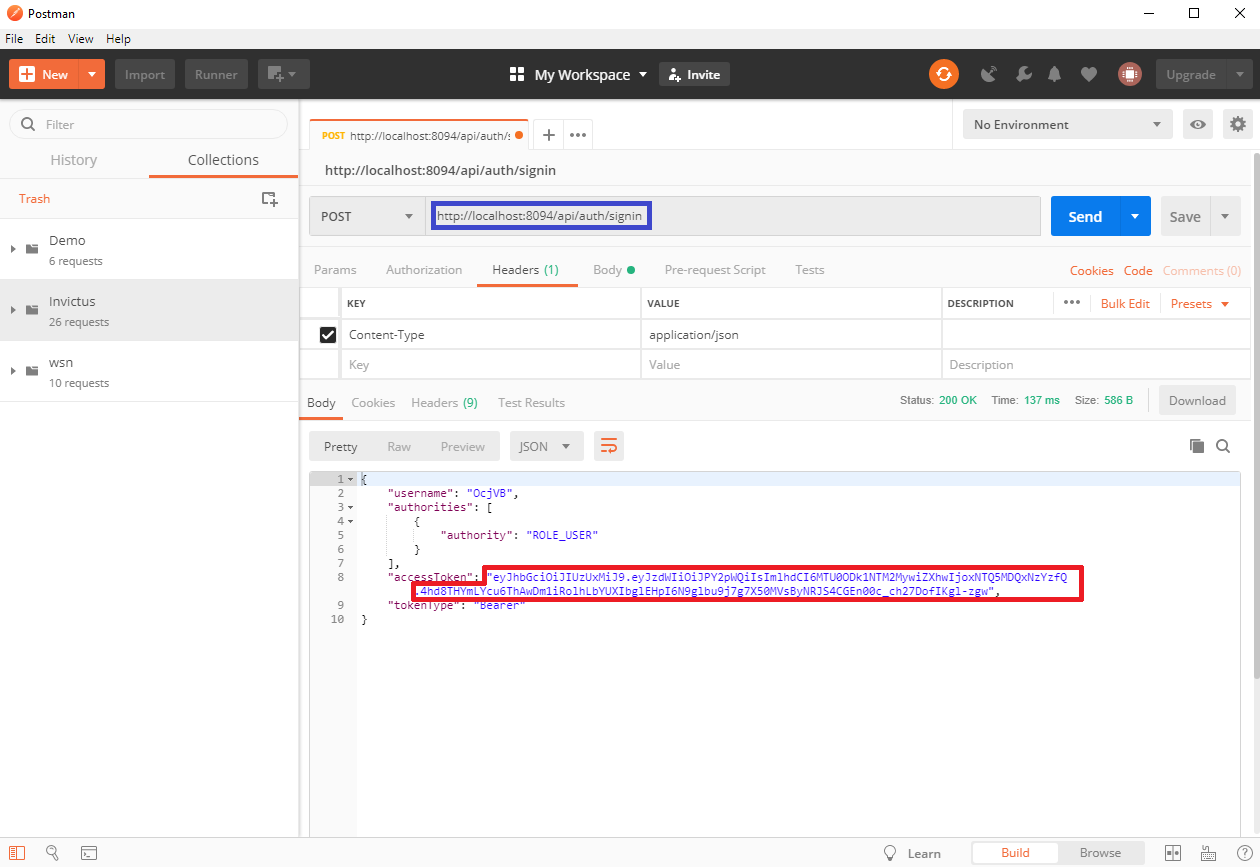 Postman
File Edit View Help
New Import Runner My Workspace Invite Upgrade
Filter
History Collections
Trash
Demo
6 requests
Invictus
26 requests
wsn
10 requests
POST http://localhost:8094/api/auth/s
No Environment
http://localhost:8094/api/auth/signin
POST http://localhost:8094/api/auth/signin Send Save
Params Authorization Headers (1) Body Pre-request Script Tests Cookies Code Comments (0)
KEY VALUE DESCRIPTION Bulk Edit Presets
Content-Type application/json
Key Value Description
Body Cookies Headers (9) Test Results Status: 200 OK Time: 137 ms Size: 586 B Download
Pretty Raw Preview JSON
1 {
2 "username": "OcjVB",
3 "authorities": [
4 {
5 "authority": "ROLE_USER"
6 }
7 ],
8 "accessToken": "eyJhbGciOiJIUzUxMiJ9.eyJzdWIiOiJPY2pWQiIsImlhdCI6MTU0ODk1NTM2MywiZXhwIjoxNTQ5MDQxNzYzfQ
.4hd8THYmLYcu6ThAwDm1iRolhLbYUXIbglEHpI6N9glbu9j7g7X50MVsByNRJS4CGEn00c_ch27DofIKgl-zgw",
9 "tokenType": "Bearer"
10 }
Learn Build Browse